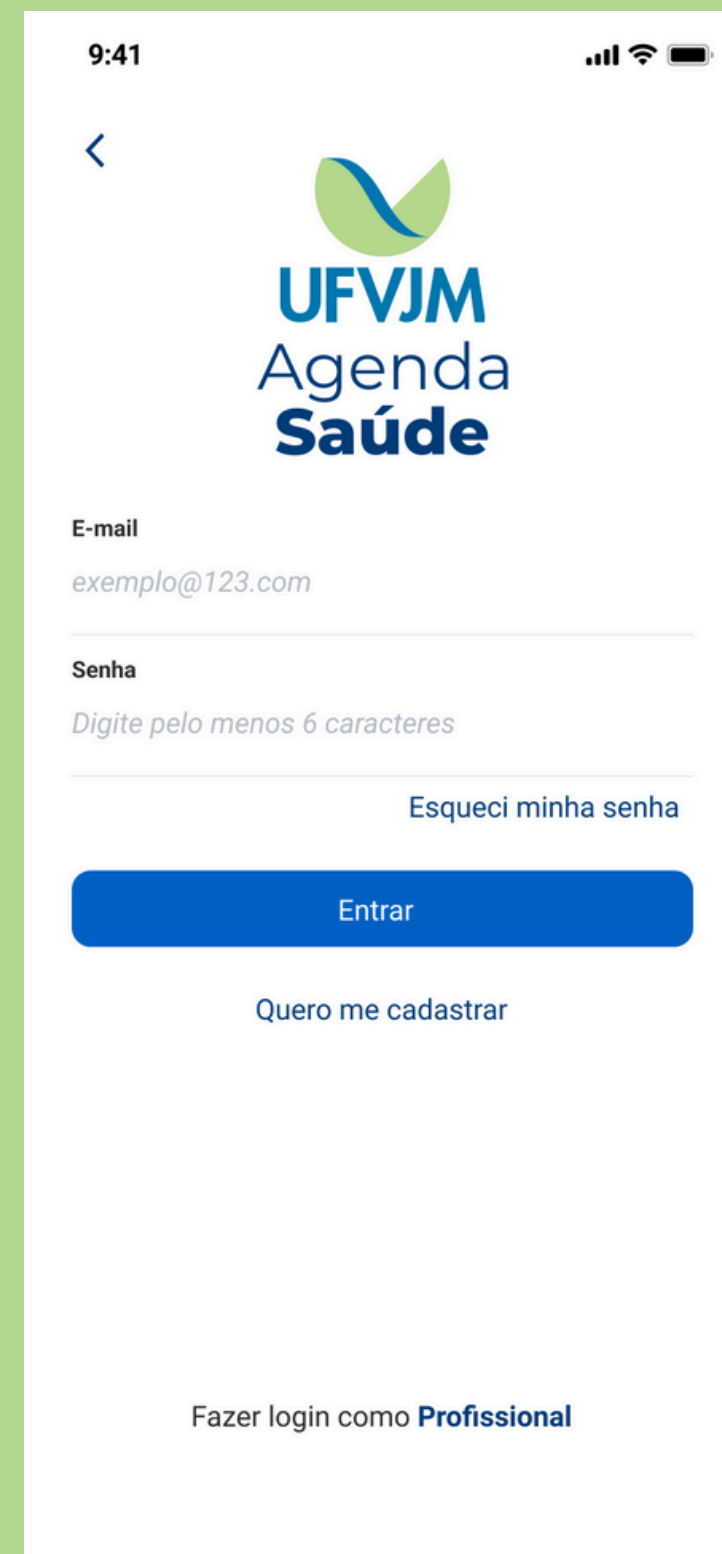 9:41
UFVJM
Agenda
Saúde
E-mail
exemplo@123.com
Senha
Digite pelo menos 6 caracteres
Esqueci minha senha
Entrar
Quero me cadastrar
Fazer login como Profissional